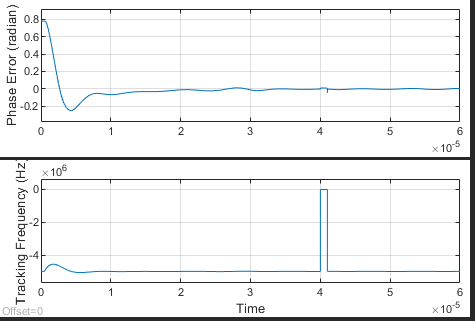 Phase Error (radian)
0.8
0.6
0.4
0.2
0
-0.2
0 1 2 3 4 5 6
×10-5
Tracking Frequency (Hz)
×10^6
0
-2
-4
0 1 2 3 4 5 6
×10-5
Time
Offset=0